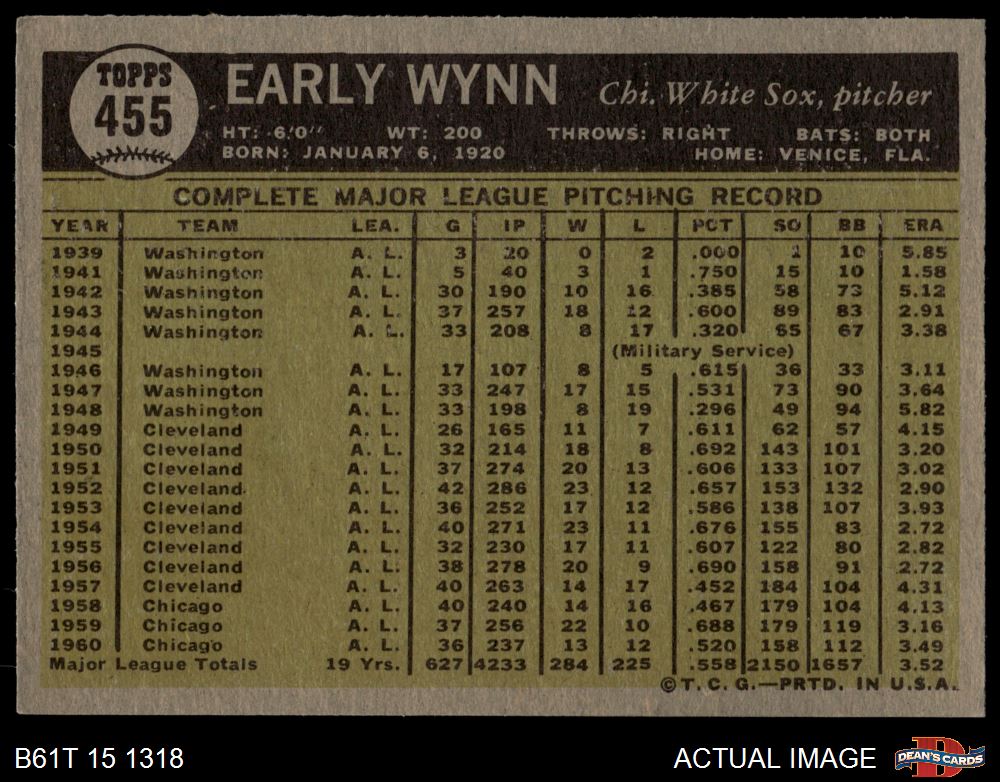 TOPPS
455
EARLY WYNN Chi. White Sox, pitcher
HT: 6'0" WT: 200 THROWS: RIGHT BATS: BOTH
BORN: JANUARY 6, 1920 HOME: VENICE, FLA.
COMPLETE MAJOR LEAGUE PITCHING RECORD
YEAR TEAM LEA. G IP W L PCT SO BB ERA
1939 Washington A. L. 3 20 0 2 .000 1 10 5.85
1941 Washington A. L. 5 40 3 1 .750 15 10 1.58
1942 Washington A. L. 30 190 10 16 .385 58 73 5.12
1943 Washington A. L. 37 257 18 12 .600 89 83 2.91
1944 Washington A. L. 33 208 8 17 .320 65 67 3.38
1945 (Military Service)
1946 Washington A. L. 17 107 8 5 .615 36 33 3.11
1947 Washington A. L. 33 247 17 15 .531 73 90 3.64
1948 Washington A. L. 33 198 8 19 .296 49 94 5.82
1949 Cleveland A. L. 26 165 11 7 .611 62 57 4.15
1950 Cleveland A. L. 32 214 18 8 .692 143 101 3.20
1951 Cleveland A. L. 37 274 20 13 .606 133 107 3.02
1952 Cleveland A. L. 42 286 23 12 .657 153 132 2.90
1953 Cleveland A. L. 36 252 17 12 .586 138 107 3.93
1954 Cleveland A. L. 40 271 23 11 .676 155 83 2.72
1955 Cleveland A. L. 32 230 17 11 .607 122 80 2.82
1956 Cleveland A. L. 38 278 20 9 .690 158 91 2.72
1957 Cleveland A. L. 40 263 14 17 .452 184 104 4.31
1958 Chicago A. L. 40 240 14 16 .467 179 104 4.13
1959 Chicago A. L. 37 256 22 10 .688 179 119 3.16
1960 Chicago A. L. 36 237 13 12 .520 158 112 3.49
Major League Totals 19 Yrs. 627 4233 284 225 .558 2150 1657 3.52
©T. C. G.—PRTD. IN U.S.A.
B61T 15 1318 ACTUAL IMAGE DEAN'S CARDS